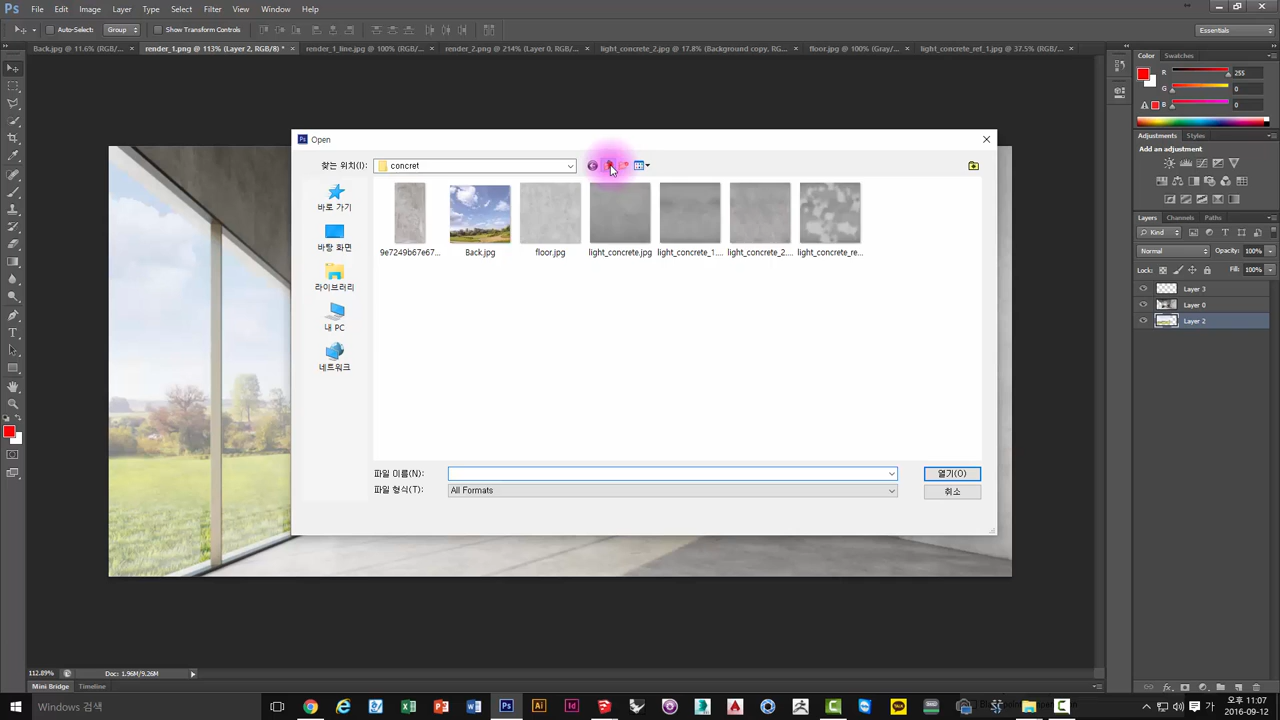 Ps File Edit Image Layer Type Select Filter View Window Help
Auto-Select: Group Show Transform Controls Essentials
Back.jpg @ 11.6% (RGB/8) × render_1.png @ 113% (Layer 2, RGB/8) * × render_1_line.jpg @ 100% (RGB/... × render_2.png @ 214% (Layer 0, RGB/... × light_concrete_2.jpg @ 17.8% (Background copy, RG... × floor.jpg @ 100% (Gray/... × light_concrete_ref_1.jpg @ 37.5% (RGB/8... ×
Color Swatches
R 255
G 0
B 0
Adjustments Styles
Add an adjustment
Layers Channels Paths
Kind
Normal Opacity: 100%
Lock: Fill: 100%
Layer 3
Layer 0
Layer 2
Open
찾는 위치(I): concret
바로 가기
바탕 화면
라이브러리
내 PC
네트워크
9e7249b67e67... Back.jpg floor.jpg light_concrete.jpg light_concrete_1.... light_concrete_2.... light_concrete_re...
파일 이름(N): 열기(O)
파일 형식(T): All Formats 취소
112.89% Doc: 1.96M/9.26M
Mini Bridge Timeline
Windows 검색
가 오후 11:07
2016-09-12